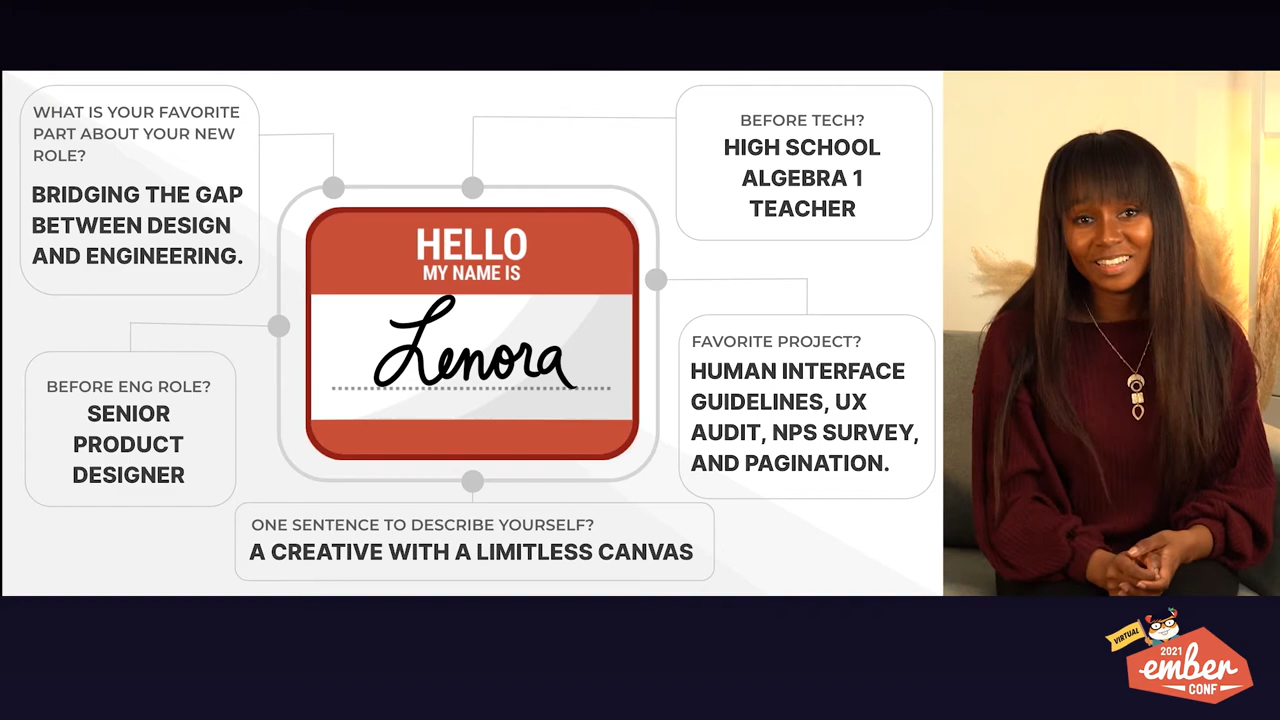 WHAT IS YOUR FAVORITE
PART ABOUT YOUR NEW
ROLE?
BRIDGING THE GAP
BETWEEN DESIGN
AND ENGINEERING.
BEFORE TECH?
HIGH SCHOOL
ALGEBRA 1
TEACHER
HELLO
MY NAME IS
Lenora
BEFORE ENG ROLE?
SENIOR
PRODUCT
DESIGNER
FAVORITE PROJECT?
HUMAN INTERFACE
GUIDELINES, UX
AUDIT, NPS SURVEY,
AND PAGINATION.
ONE SENTENCE TO DESCRIBE YOURSELF?
A CREATIVE WITH A LIMITLESS CANVAS
VIRTUAL
2021
ember
CONF